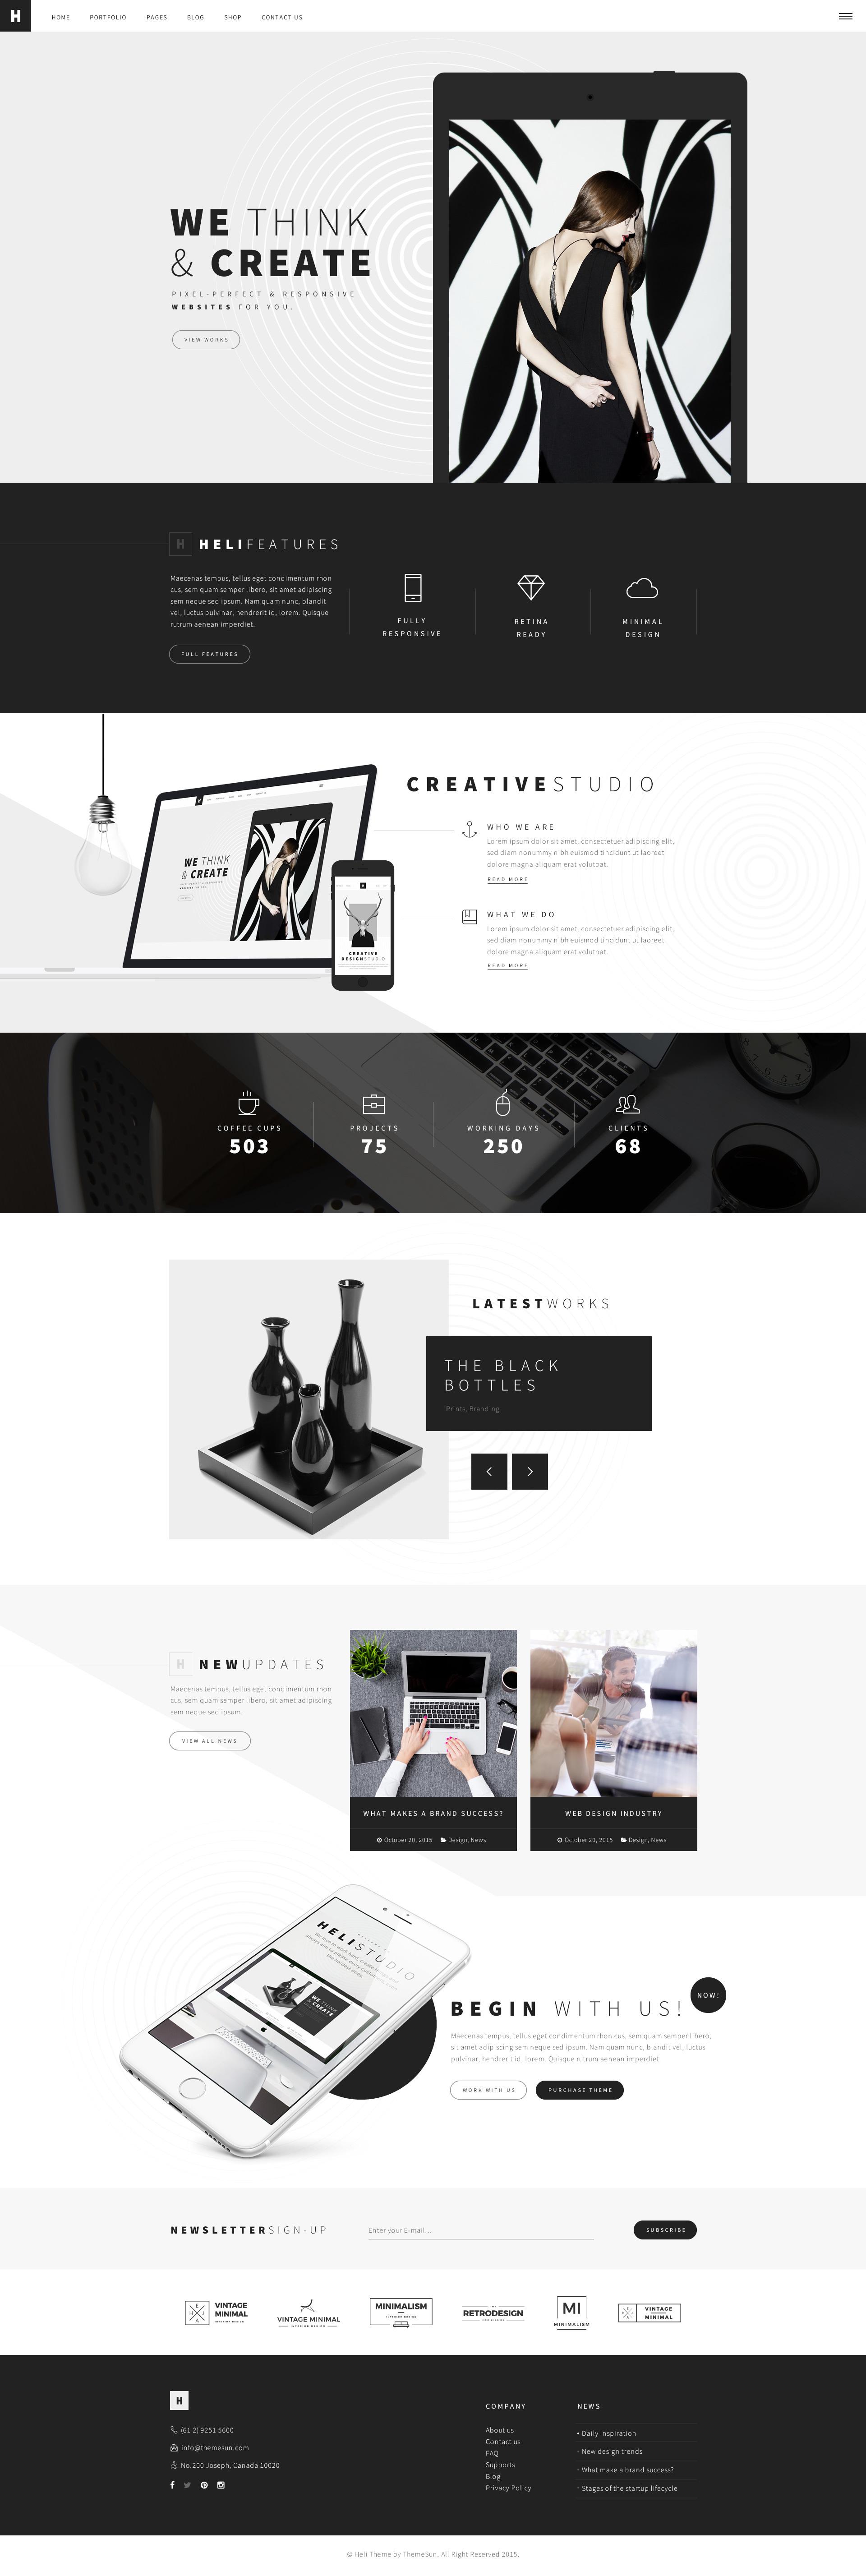 H
HOME PORTFOLIO PAGES BLOG SHOP CONTACT US
WE THINK
& CREATE
PIXEL-PERFECT & RESPONSIVE
WEBSITES FOR YOU.
VIEW WORKS
H HELIFEATURES
Maecenas tempus, tellus eget condimentum rhon
cus, sem quam semper libero, sit amet adipiscing
sem neque sed ipsum. Nam quam nunc, blandit
vel, luctus pulvinar, hendrerit id, lorem. Quisque
rutrum aenean imperdiet.
FULL FEATURES
FULLY
RESPONSIVE
RETINA
READY
MINIMAL
DESIGN
CREATIVESTUDIO
WHO WE ARE
Lorem ipsum dolor sit amet, consectetuer adipiscing elit,
sed diam nonummy nibh euismod tincidunt ut laoreet
dolore magna aliquam erat volutpat.
READ MORE
WHAT WE DO
Lorem ipsum dolor sit amet, consectetuer adipiscing elit,
sed diam nonummy nibh euismod tincidunt ut laoreet
dolore magna aliquam erat volutpat.
READ MORE
WE THINK
& CREATE
CREATIVE
DESIGNSTUDIO
COFFEE CUPS
503
PROJECTS
75
WORKING DAYS
250
CLIENTS
68
LATESTWORKS
THE BLACK
BOTTLES
Prints, Branding
H NEWUPDATES
Maecenas tempus, tellus eget condimentum rhon
cus, sem quam semper libero, sit amet adipiscing
sem neque sed ipsum.
VIEW ALL NEWS
WHAT MAKES A BRAND SUCCESS?
October 20, 2015 Design, News
WEB DESIGN INDUSTRY
October 20, 2015 Design, News
HELISTUDIO
WE THINK
& CREATE
BEGIN WITH US!
NOW!
Maecenas tempus, tellus eget condimentum rhon cus, sem quam semper libero,
sit amet adipiscing sem neque sed ipsum. Nam quam nunc, blandit vel, luctus
pulvinar, hendrerit id, lorem. Quisque rutrum aenean imperdiet.
WORK WITH US
PURCHASE THEME
NEWSLETTERSIGN-UP
Enter your E-mail...
SUBSCRIBE
VINTAGE
MINIMAL
INTERIOR DESIGN
VINTAGE MINIMAL
INTERIOR DESIGN
MINIMALISM
INTERIOR DESIGN
RETRODESIGN
MI
MINIMALISM
VINTAGE
MINIMAL
H
(61 2) 9251 5600
info@themesun.com
No.200 Joseph, Canada 10020
COMPANY
About us
Contact us
FAQ
Supports
Blog
Privacy Policy
NEWS
• Daily Inspiration
· New design trends
· What make a brand success?
· Stages of the startup lifecycle
© Heli Theme by ThemeSun. All Right Reserved 2015.